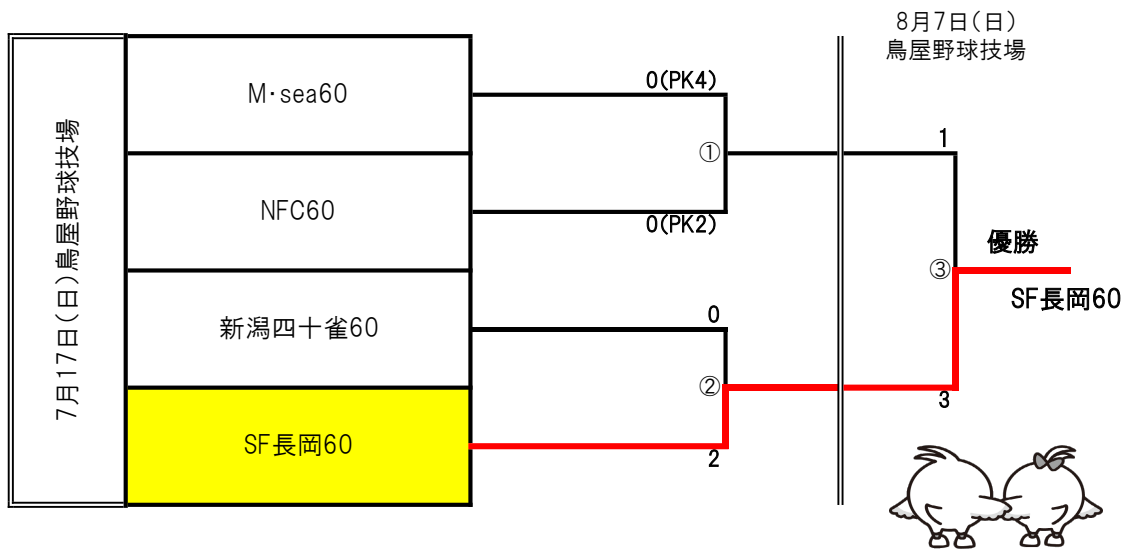 8月7日(日)
鳥屋野球技場
7月17日(日)鳥屋野球技場
M・sea60
NFC60
新潟四十雀60
SF長岡60
0(PK4)
①
0(PK2)
0
②
2
1
③
3
優勝
SF長岡60